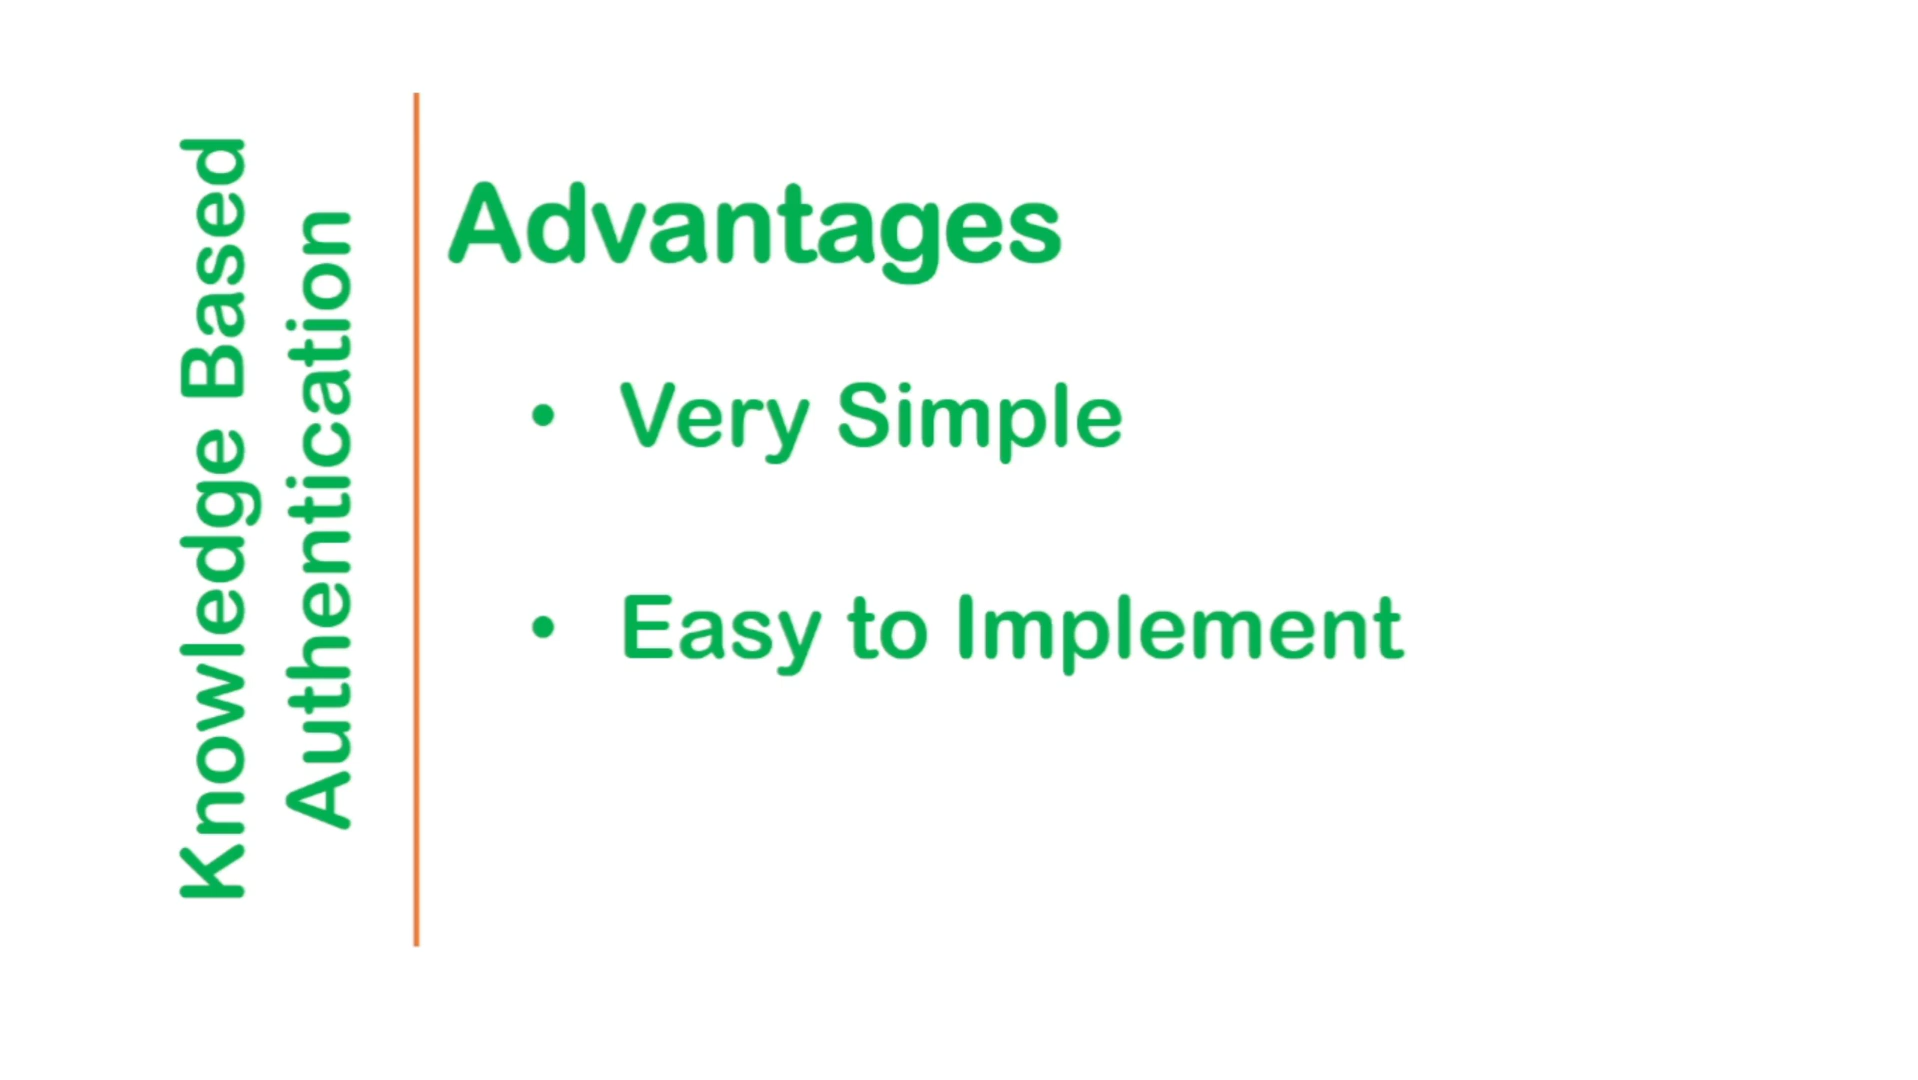 Knowledge Based
Authentication
Advantages
• Very Simple
• Easy to Implement